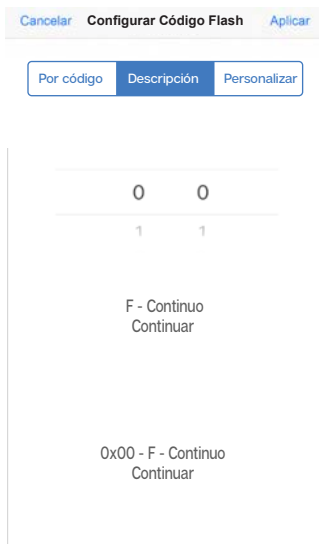 Cancelar Configurar Código Flash Aplicar
Por código Descripción Personalizar
0 0
1 1
F - Continuo
Continuar
0x00 - F - Continuo
Continuar